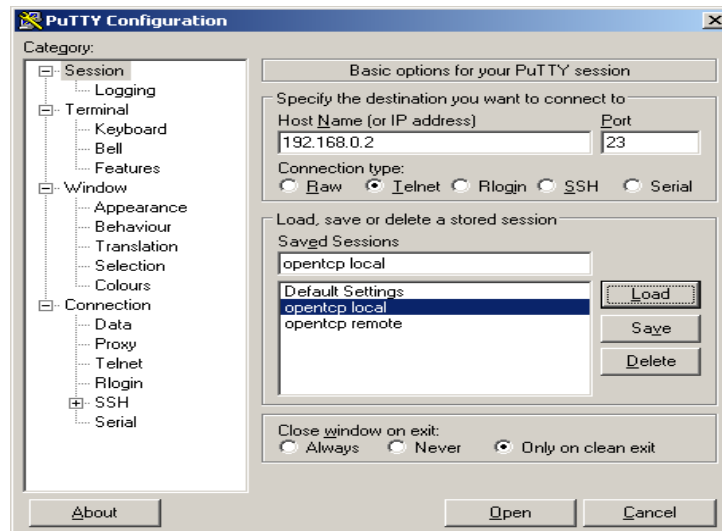 PuTTY Configuration
Category:
Session
Logging
Terminal
Keyboard
Bell
Features
Window
Appearance
Behaviour
Translation
Selection
Colours
Connection
Data
Proxy
Telnet
Rlogin
SSH
Serial
Basic options for your PuTTY session
Specify the destination you want to connect to
Host Name (or IP address) Port
192.168.0.2 23
Connection type:
Raw Telnet Rlogin SSH Serial
Load, save or delete a stored session
Saved Sessions
opentcp local
Default Settings
opentcp local
opentcp remote
Load
Save
Delete
Close window on exit:
Always Never Only on clean exit
About Open Cancel